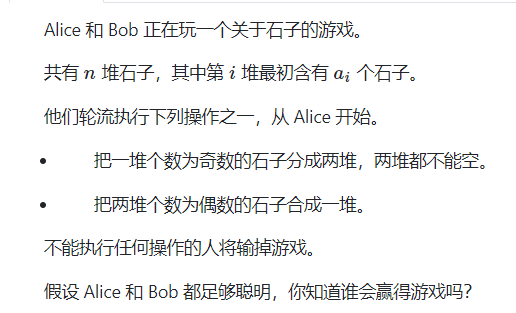 Alice 和 Bob 正在玩一个关于石子的游戏。
共有 n 堆石子，其中第 i 堆最初含有 a_i 个石子。
他们轮流执行下列操作之一，从 Alice 开始。
• 把一堆个数为奇数的石子分成两堆，两堆都不能空。
• 把两堆个数为偶数的石子合成一堆。
不能执行任何操作的人将输掉游戏。
假设 Alice 和 Bob 都足够聪明，你知道谁会赢得游戏吗？